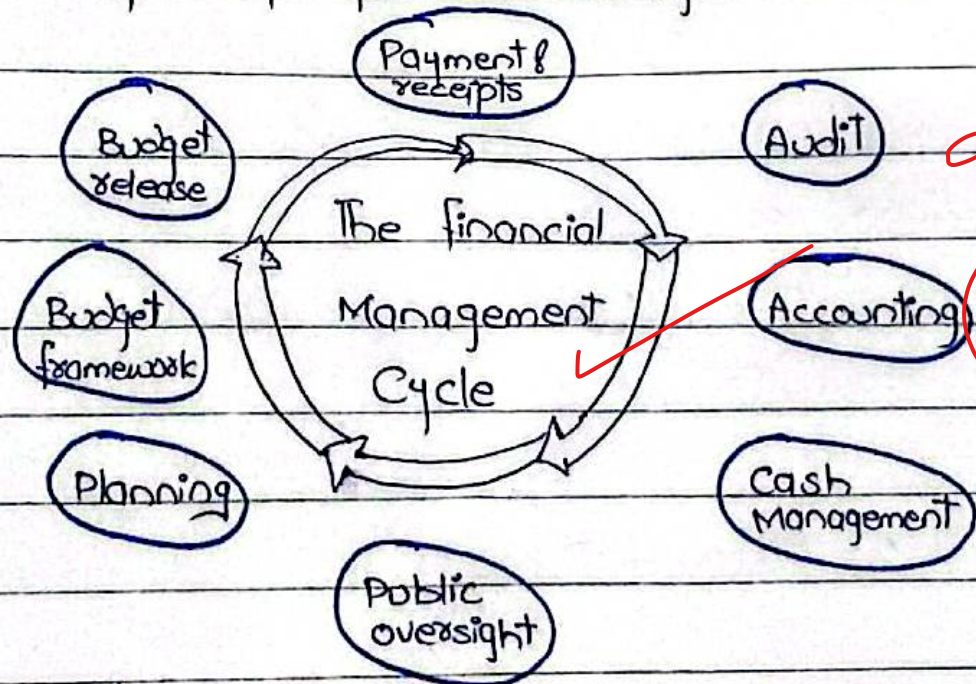 Payment &
receipts
Budget
release
Audit
The financial
Management
Cycle
Budget
framework
Accounting
Planning
Cash
Management
Public
oversight